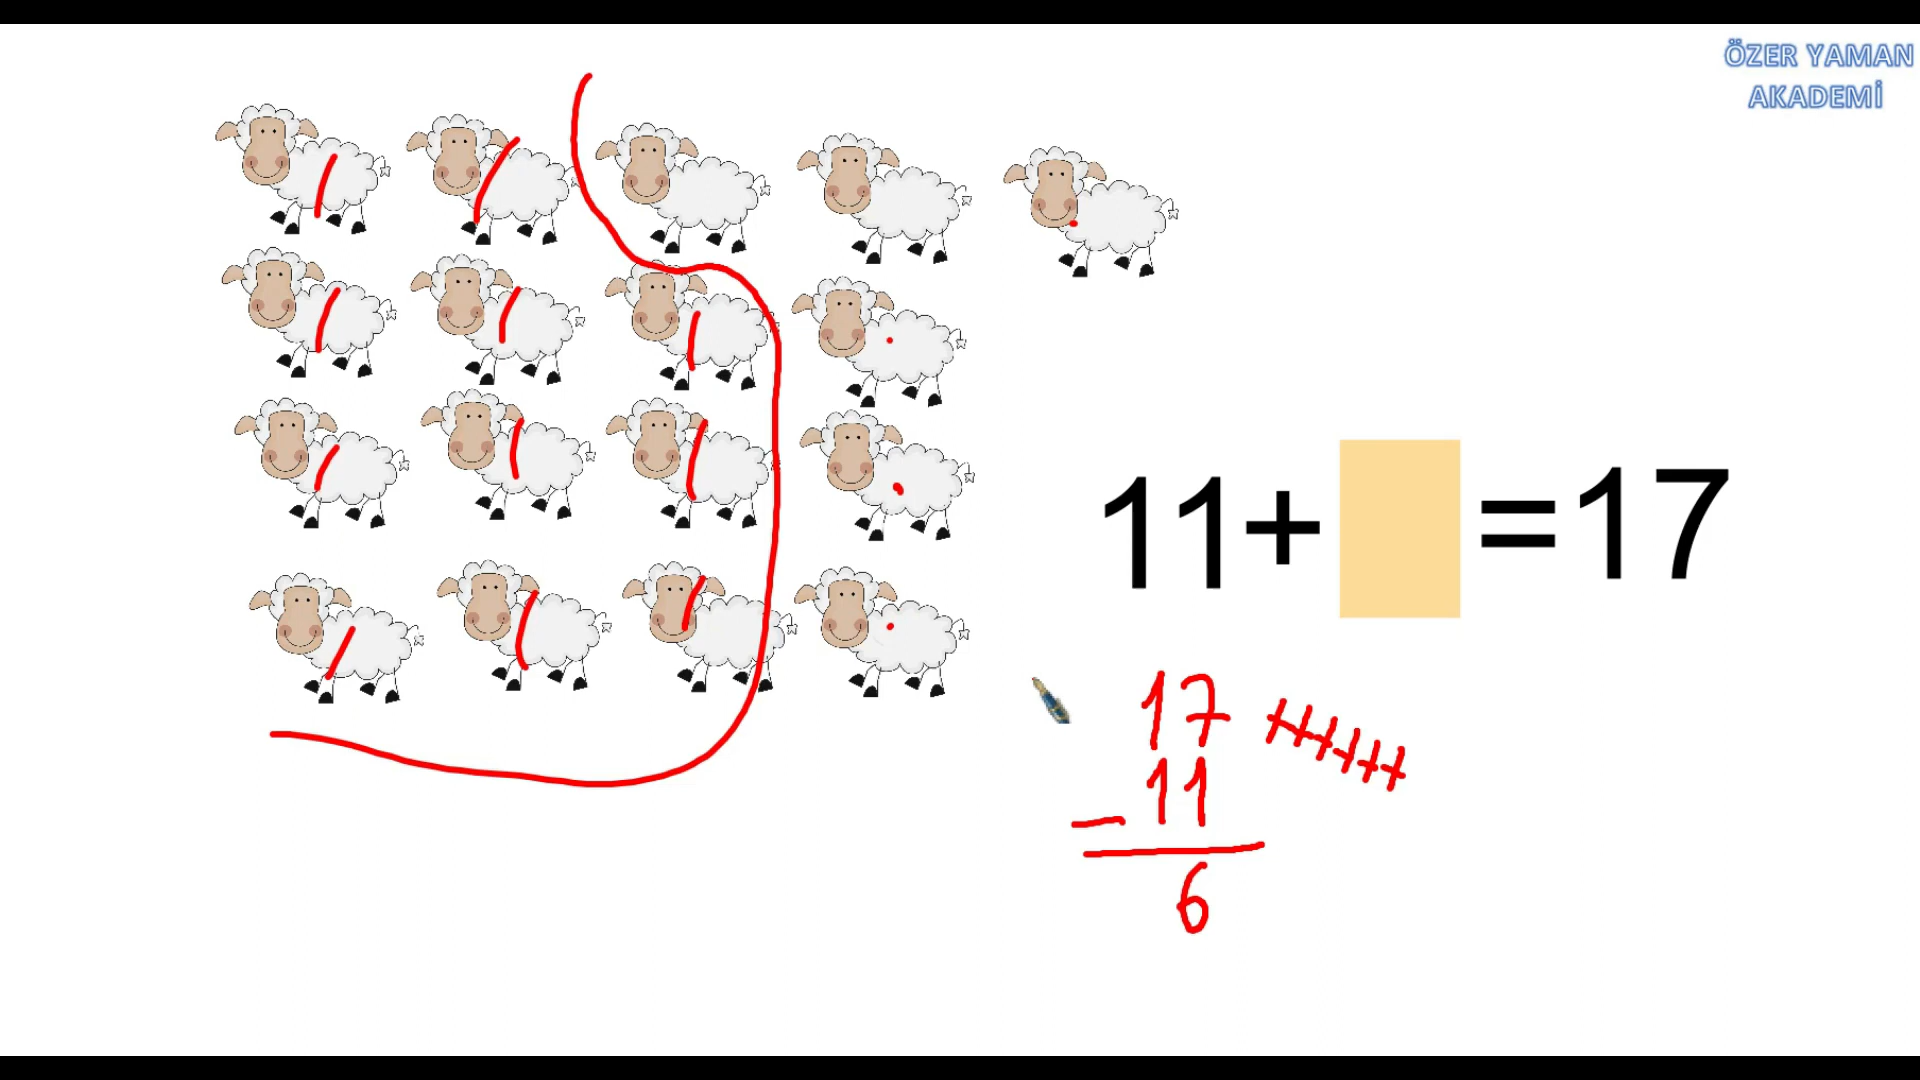 ÖZER YAMAN
AKADEMİ
11+ =17
17
11
—
6